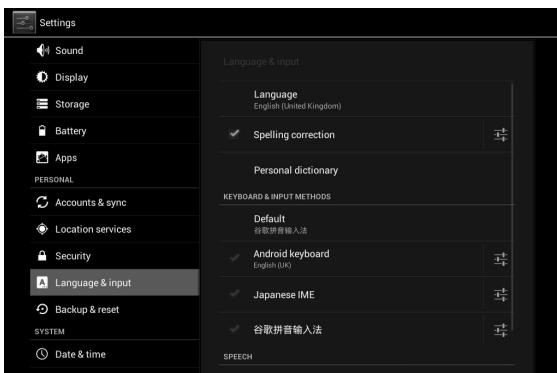 Settings
Sound
Display
Storage
Battery
Apps
PERSONAL
Accounts & sync
Location services
Security
A Language & input
Backup & reset
SYSTEM
Date & time
Language & input
Language
English (United Kingdom)
Spelling correction
Personal dictionary
KEYBOARD & INPUT METHODS
Default
谷歌拼音输入法
Android keyboard
English (UK)
Japanese IME
谷歌拼音输入法
SPEECH